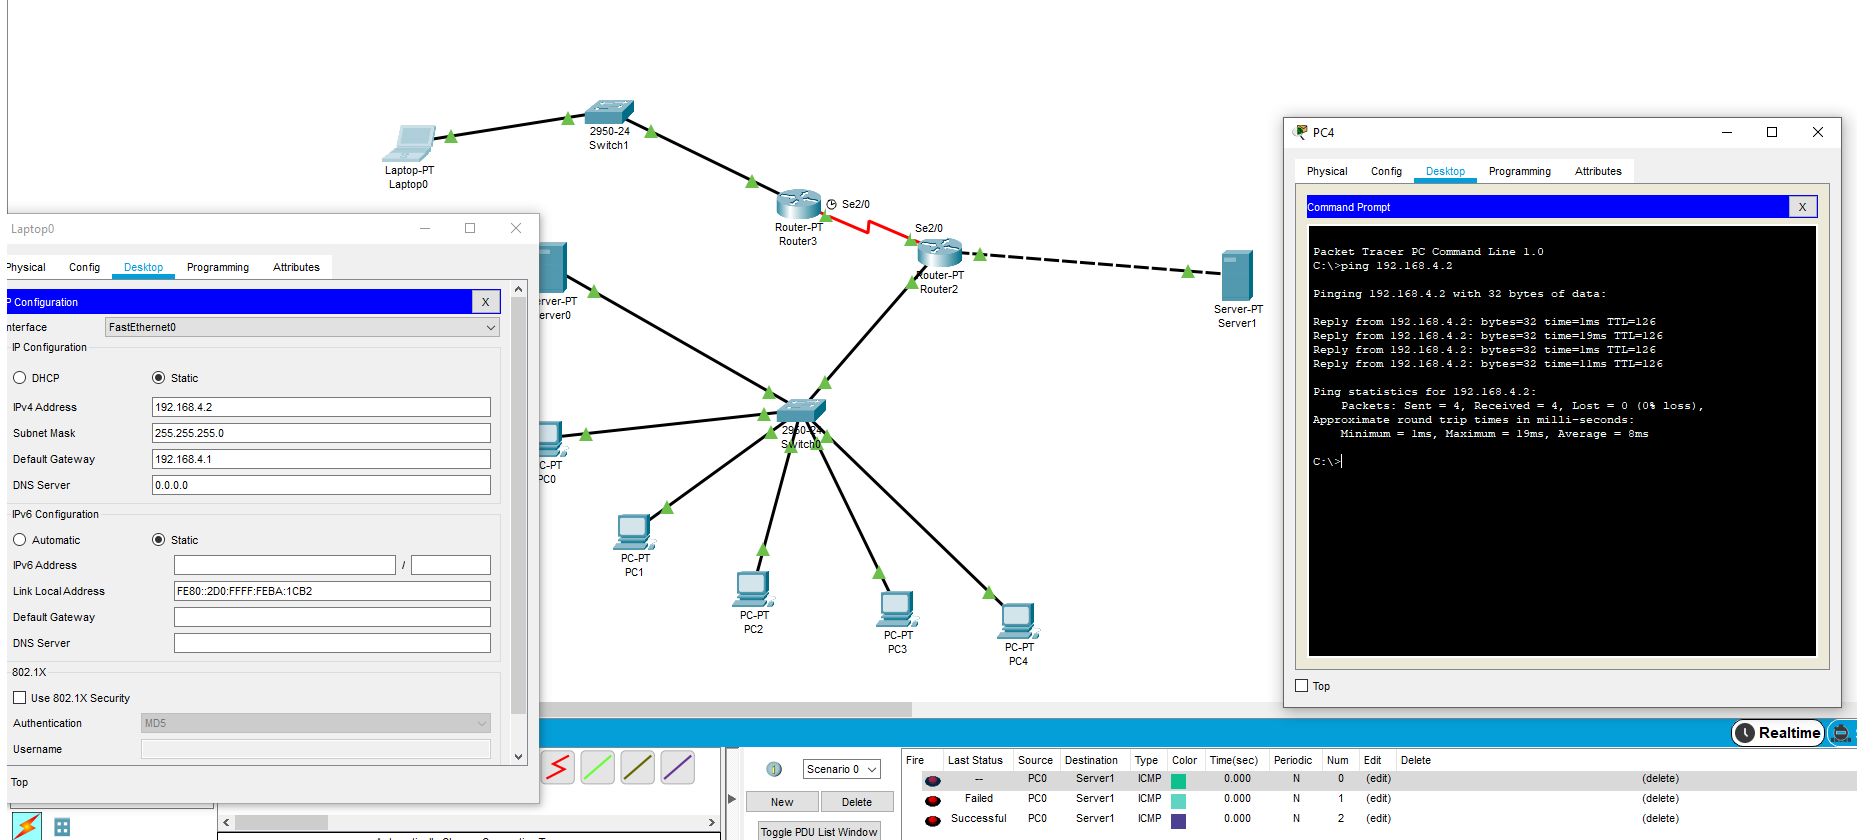 2950-24
Switch1
Laptop-PT
Laptop0
Se2/0
Router-PT
Router3
Se2/0
Router-PT
Router2
Server-PT
Server1
erver-PT
erver0
2950-24
Switch0
C-PT
PC0
PC-PT
PC1
PC-PT
PC2
PC-PT
PC3
PC-PT
PC4
Laptop0
Physical Config Desktop Programming Attributes
P Configuration X
nterface FastEthernet0
IP Configuration
DHCP Static
IPv4 Address 192.168.4.2
Subnet Mask 255.255.255.0
Default Gateway 192.168.4.1
DNS Server 0.0.0.0
IPv6 Configuration
Automatic Static
IPv6 Address /
Link Local Address FE80::2D0:FFFF:FEBA:1CB2
Default Gateway
DNS Server
802.1X
Use 802.1X Security
Authentication MD5
Username
Top
PC4
Physical Config Desktop Programming Attributes
Command Prompt X
Packet Tracer PC Command Line 1.0
C:\>ping 192.168.4.2
Pinging 192.168.4.2 with 32 bytes of data:
Reply from 192.168.4.2: bytes=32 time=1ms TTL=126
Reply from 192.168.4.2: bytes=32 time=19ms TTL=126
Reply from 192.168.4.2: bytes=32 time=1ms TTL=126
Reply from 192.168.4.2: bytes=32 time=11ms TTL=126
Ping statistics for 192.168.4.2:
Packets: Sent = 4, Received = 4, Lost = 0 (0% loss),
Approximate round trip times in milli-seconds:
Minimum = 1ms, Maximum = 19ms, Average = 8ms
C:\>
Top
Realtime
Scenario 0
New Delete
Toggle PDU List Window
Fire Last Status Source Destination Type Color Time(sec) Periodic Num Edit Delete
-- PC0 Server1 ICMP 0.000 N 0 (edit) (delete)
Failed PC0 Server1 ICMP 0.000 N 1 (edit) (delete)
Successful PC0 Server1 ICMP 0.000 N 2 (edit) (delete)